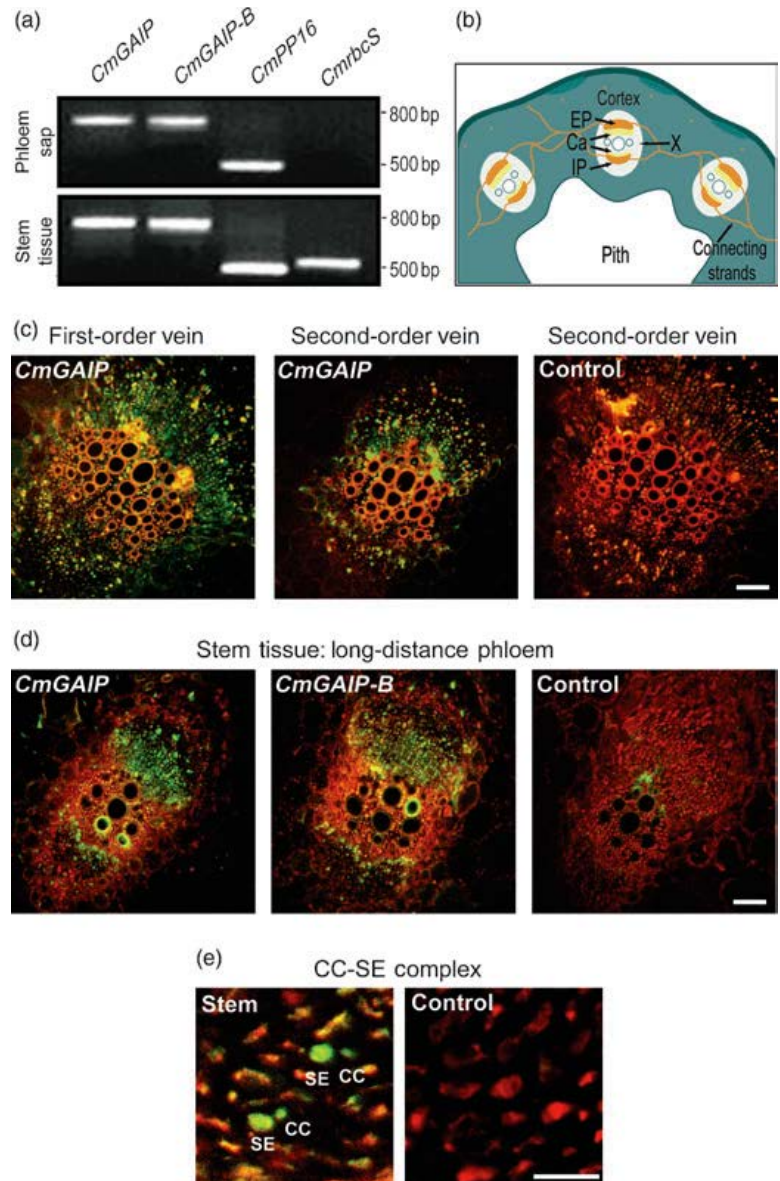 (a)
CmGAIP
CmGAIP-B
CmPP16
CmrbcS
Phloem
sap
800 bp
500 bp
Stem
tissue
800
500 bp
(b)
Cortex
EP
Ca
X
IP
Pith
Connecting
strands
(c)
First-order vein
Second-order vein
Second-order vein
CmGAIP
CmGAIP
Control
(d)
Stem tissue: long-distance phloem
CmGAIP
CmGAIP-B
Control
(e)
CC-SE complex
Stem
Control
SE CC
CC
SE